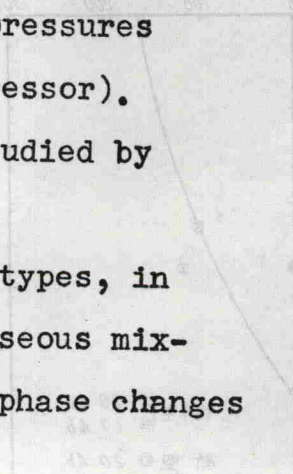 ressures
essor).
udied by
types, in
seous mix-
phase changes